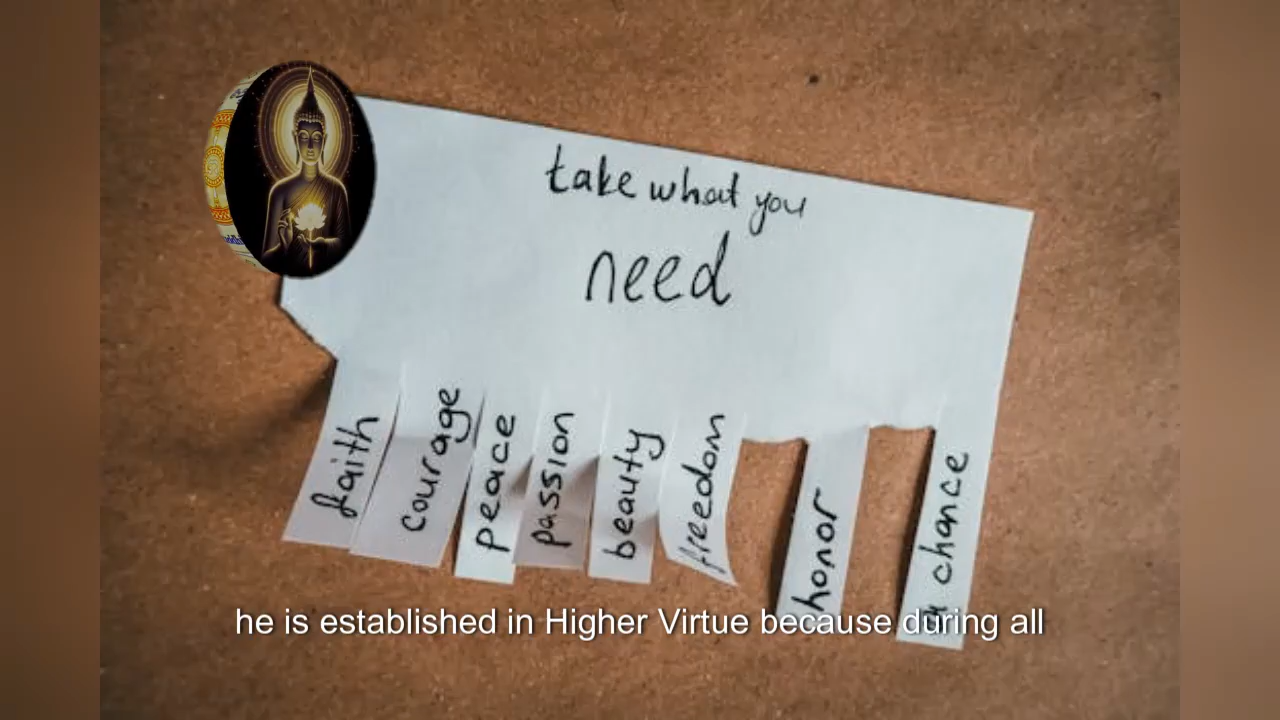 take what you
need
faith
courage
peace
passion
beauty
freedom
honor
chance
he is established in Higher Virtue because during all